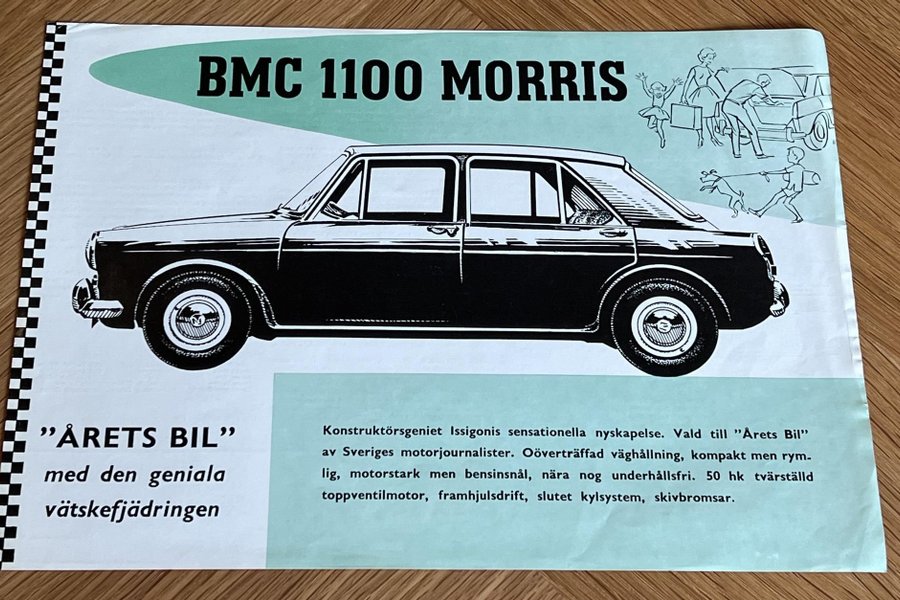 BMC 1100 MORRIS
"ÅRETS BIL"
med den geniala
vätskefjädringen
Konstruktörsgeniet Issigonis sensationella nyskapelse. Vald till "Årets Bil"
av Sveriges motorjournalister. Oöverträffad väghållning, kompakt men rym-
lig, motorstark men bensinsnål, nära nog underhållsfri. 50 hk tvärställd
toppventilmotor, framhjulsdrift, slutet kylsystem, skivbromsar.